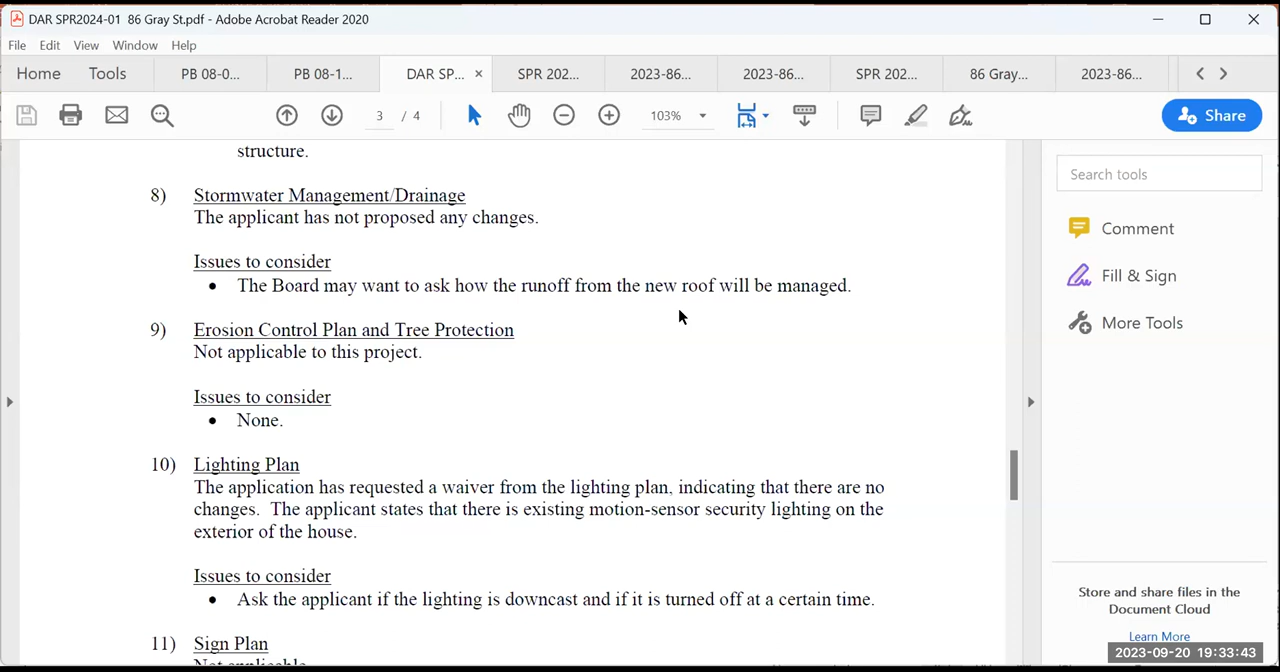 DAR SPR2024-01 86 Gray St.pdf - Adobe Acrobat Reader 2020
File Edit View Window Help
Home Tools PB 08-0... PB 08-1... DAR SP... × SPR 202... 2023-86... 2023-86... SPR 202... 86 Gray... 2023-86...
3 / 4 103% Share
structure.
8) Stormwater Management/Drainage
The applicant has not proposed any changes.
Issues to consider
• The Board may want to ask how the runoff from the new roof will be managed.
9) Erosion Control Plan and Tree Protection
Not applicable to this project.
Issues to consider
• None.
10) Lighting Plan
The application has requested a waiver from the lighting plan, indicating that there are no
changes. The applicant states that there is existing motion-sensor security lighting on the
exterior of the house.
Issues to consider
• Ask the applicant if the lighting is downcast and if it is turned off at a certain time.
11) Sign Plan
Not applicable
Search tools
Comment
Fill & Sign
More Tools
Store and share files in the
Document Cloud
Learn More
2023-09-20 19:33:43